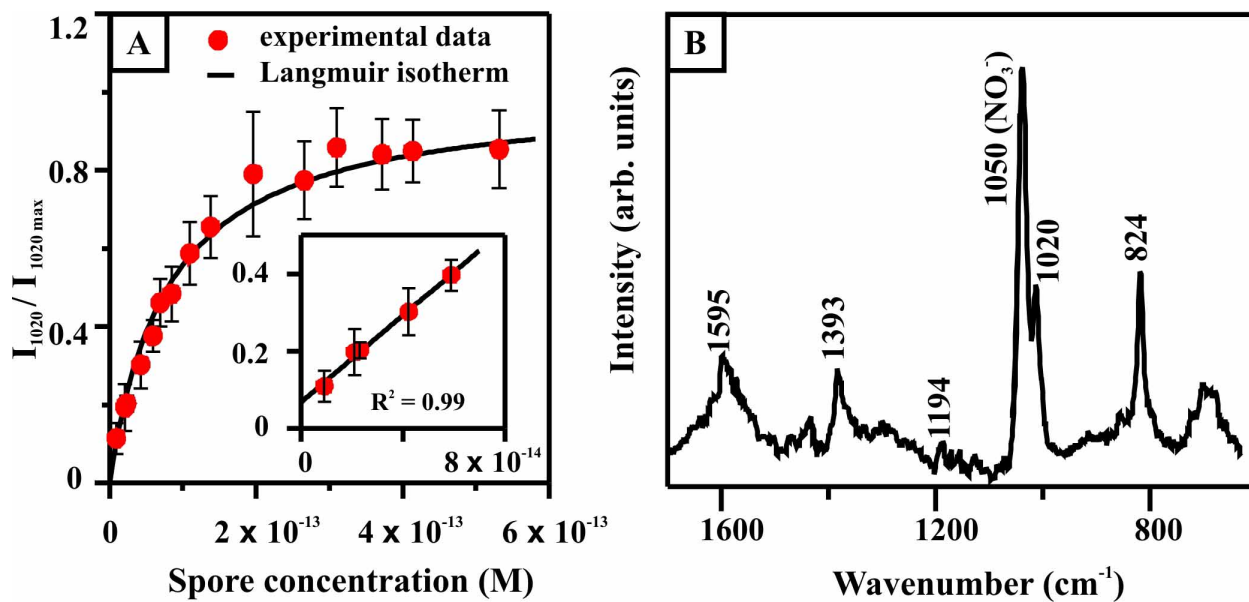 A
experimental data
Langmuir isotherm
1.2
0.8
0.4
0
I1020 / I1020 max
0.4
0.2
0
R² = 0.99
0
8 x 10⁻¹⁴
0
2 x 10⁻¹³
4 x 10⁻¹³
6 x 10⁻¹³
Spore concentration (M)
B
Intensity (arb. units)
1595
1393
1194
1050 (NO₃⁻)
1020
824
1600
1200
800
Wavenumber (cm⁻¹)